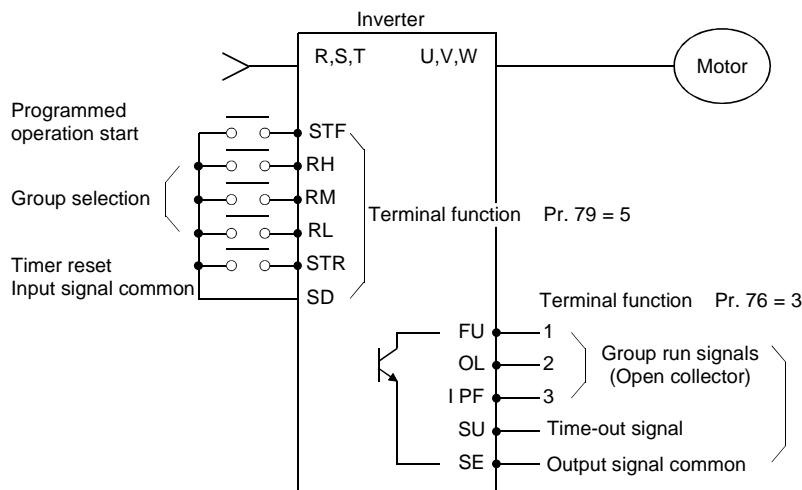 Inverter
R,S,T
U,V,W
Motor
Programmed
operation start
STF
RH
Group selection
RM
Terminal function Pr. 79 = 5
RL
Timer reset
STR
Input signal common
SD
Terminal function Pr. 76 = 3
FU
1
OL
2
Group run signals
(Open collector)
I PF
3
SU
Time-out signal
SE
Output signal common